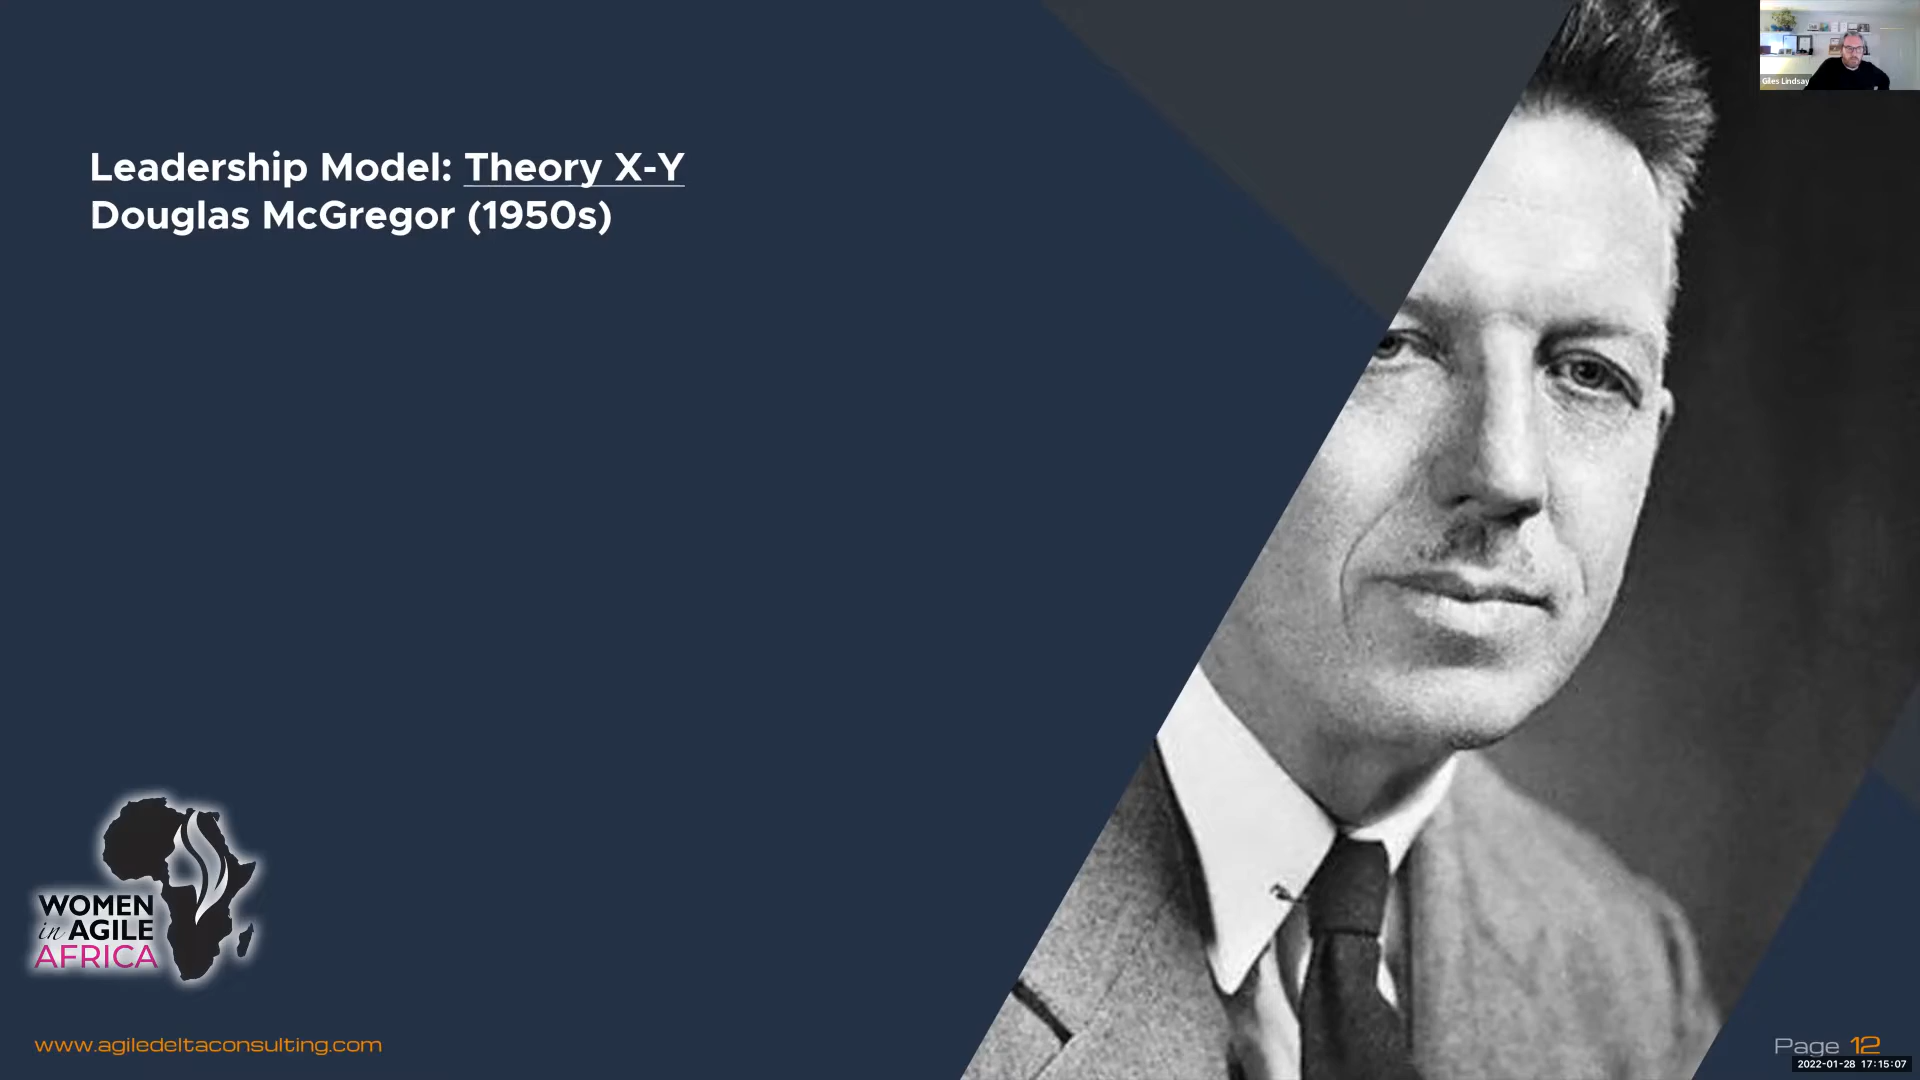 Giles Lindsay
Leadership Model: Theory X-Y
Douglas McGregor (1950s)
WOMEN
in AGILE
AFRICA
www.agiledeltaconsulting.com
Page 12
2022-01-28 17:15:07